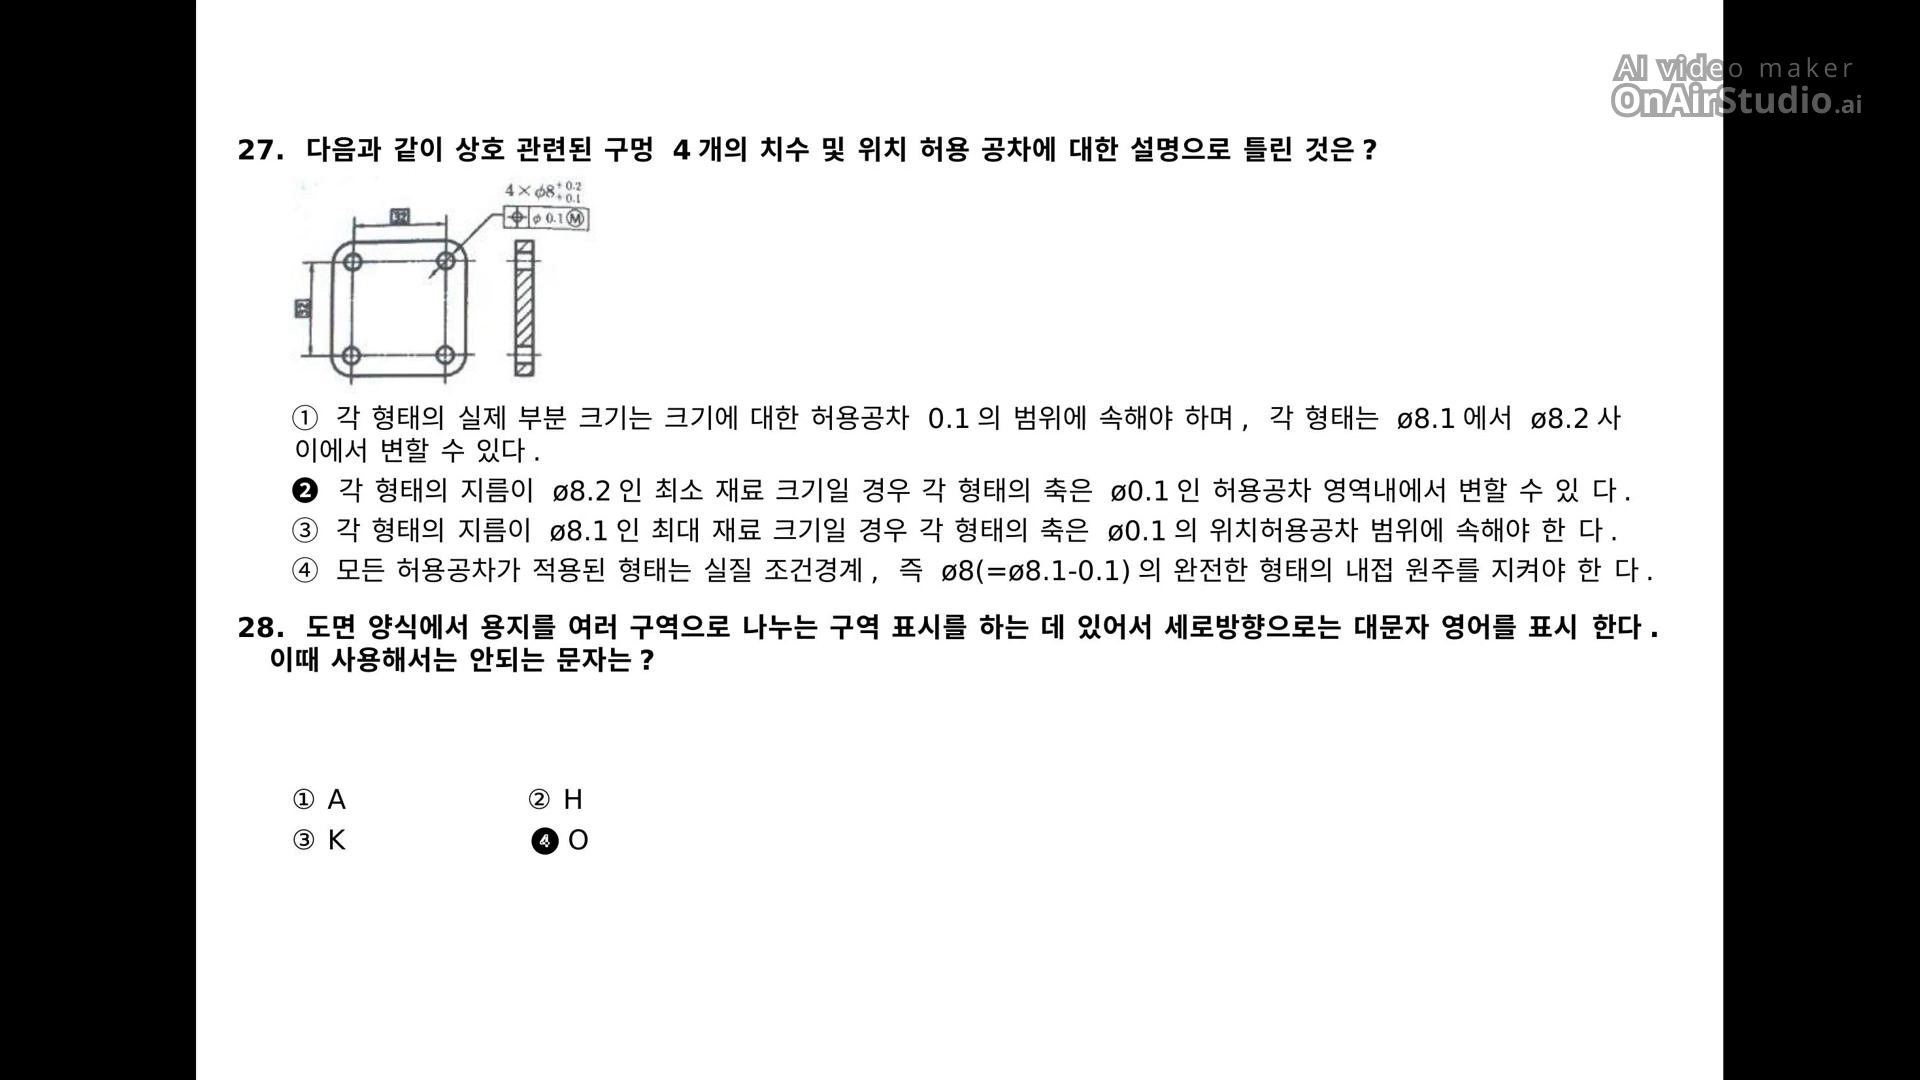 AI video maker
OnAirStudio.ai
27. 다음과 같이 상호 관련된 구멍 4개의 치수 및 위치 허용 공차에 대한 설명으로 틀린 것은?
4×ø8 +0.2 +0.1
ø0.1 Ⓜ
① 각 형태의 실제 부분 크기는 크기에 대한 허용공차 0.1의 범위에 속해야 하며, 각 형태는 ø8.1에서 ø8.2사
이에서 변할 수 있다.
❷ 각 형태의 지름이 ø8.2인 최소 재료 크기일 경우 각 형태의 축은 ø0.1인 허용공차 영역내에서 변할 수 있 다.
③ 각 형태의 지름이 ø8.1인 최대 재료 크기일 경우 각 형태의 축은 ø0.1의 위치허용공차 범위에 속해야 한 다.
④ 모든 허용공차가 적용된 형태는 실질 조건경계, 즉 ø8(=ø8.1-0.1)의 완전한 형태의 내접 원주를 지켜야 한 다.
28. 도면 양식에서 용지를 여러 구역으로 나누는 구역 표시를 하는 데 있어서 세로방향으로는 대문자 영어를 표시 한다.
이때 사용해서는 안되는 문자는?
① A ② H
③ K ❹ O